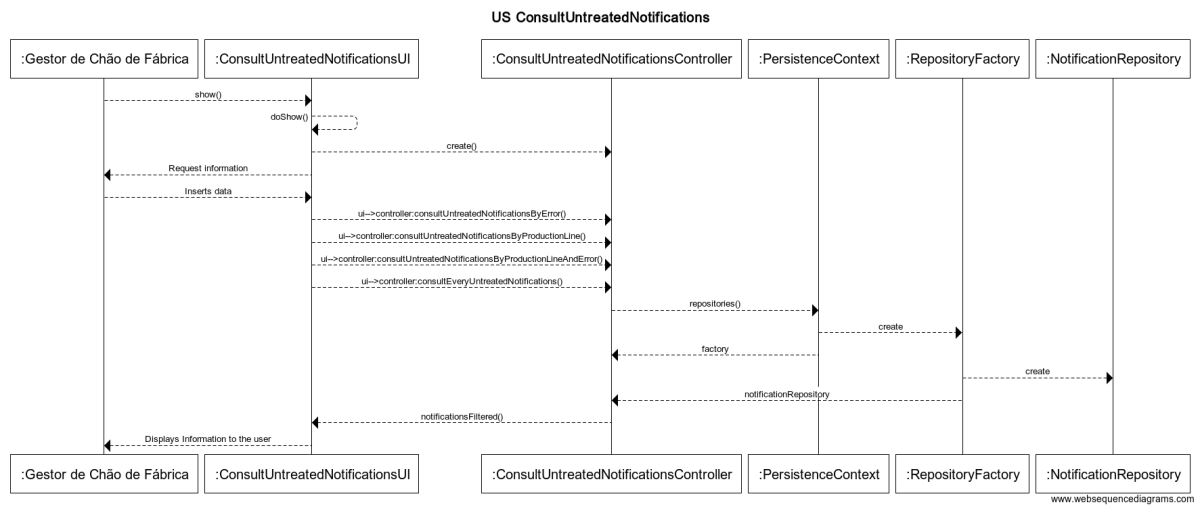 US ConsultUntreatedNotifications
:Gestor de Chão de Fábrica
:ConsultUntreatedNotificationsUI
:ConsultUntreatedNotificationsController
:PersistenceContext
:RepositoryFactory
:NotificationRepository
show()
doShow()
create()
Request information
Inserts data
ui-->controller:consultUntreatedNotificationsByError()
ui-->controller:consultUntreatedNotificationsByProductionLine()
ui-->controller:consultUntreatedNotificationsByProductionLineAndError()
ui-->controller:consultEveryUntreatedNotifications()
repositories()
create
factory
create
notificationRepository
notificationsFiltered()
Displays Information to the user
:Gestor de Chão de Fábrica
:ConsultUntreatedNotificationsUI
:ConsultUntreatedNotificationsController
:PersistenceContext
:RepositoryFactory
:NotificationRepository
www.websequencediagrams.com